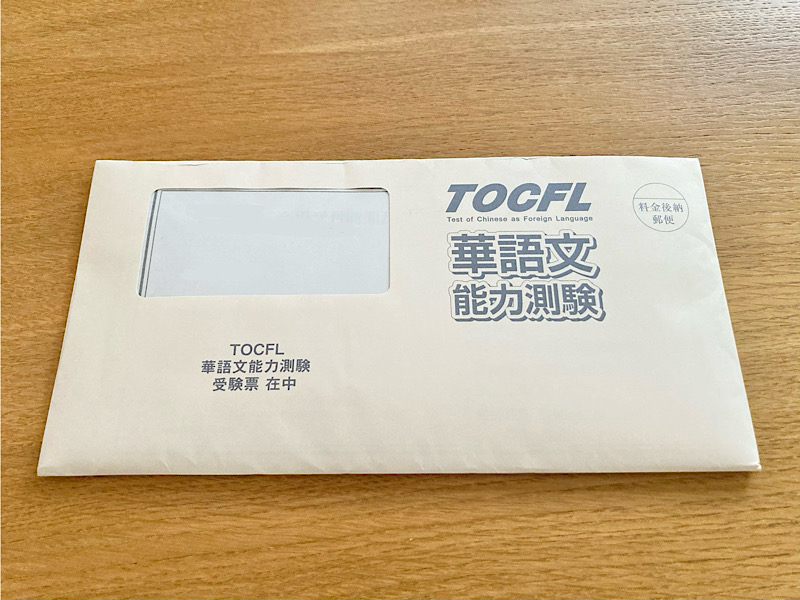 TOCFL
Test of Chinese as Foreign Language
華語文
能力測驗
料金後納
郵便
TOCFL
華語文能力測験
受験票 在中